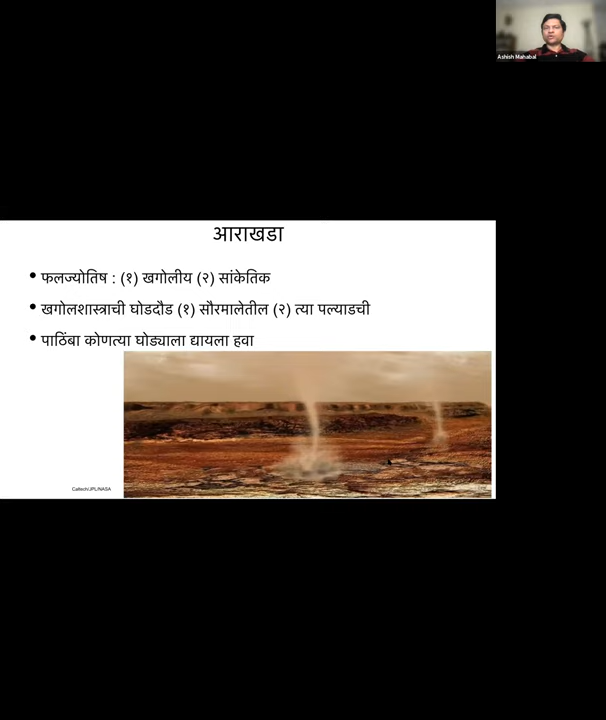 Ashish Mahabal
आराखडा
• फलज्योतिष : (१) खगोलीय (२) सांकेतिक
• खगोलशास्त्राची घोडदौड (१) सौरमालेतील (२) त्या पल्याडची
• पाठिंबा कोणत्या घोड्याला द्यायला हवा
Caltech/JPL/NASA